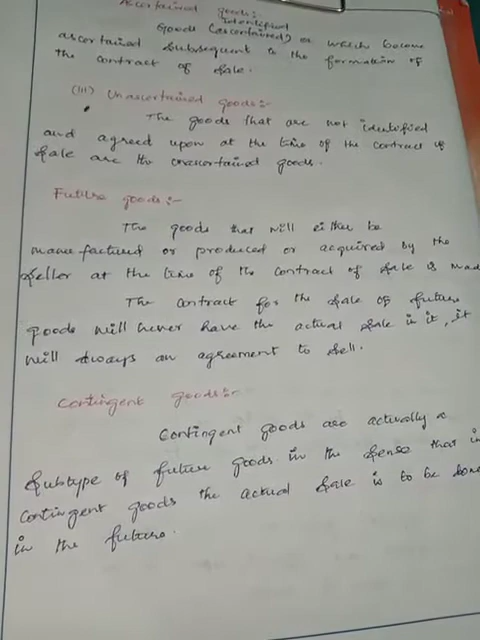 Ascertained goods:-
Identified
Goods (ascertained) or which become
ascertained subsequent to the formation of
the contract of Sale.
(III) Unascertained goods:-
The goods that are not identified
and agreed upon at the time of the contract of
Sale are the unascertained goods.
Future goods:-
The goods that will either be
manufactured or produced or acquired by the
Seller at the time of the contract of Sale is mad
The contract for the Sale of future
goods will never have the actual Sale in it, it
will always an agreement to Sell.
Contingent goods:-
Contingent goods are actually a
Subtype of future goods in the Sense that in
contingent goods the actual Sale is to be done
in the future.